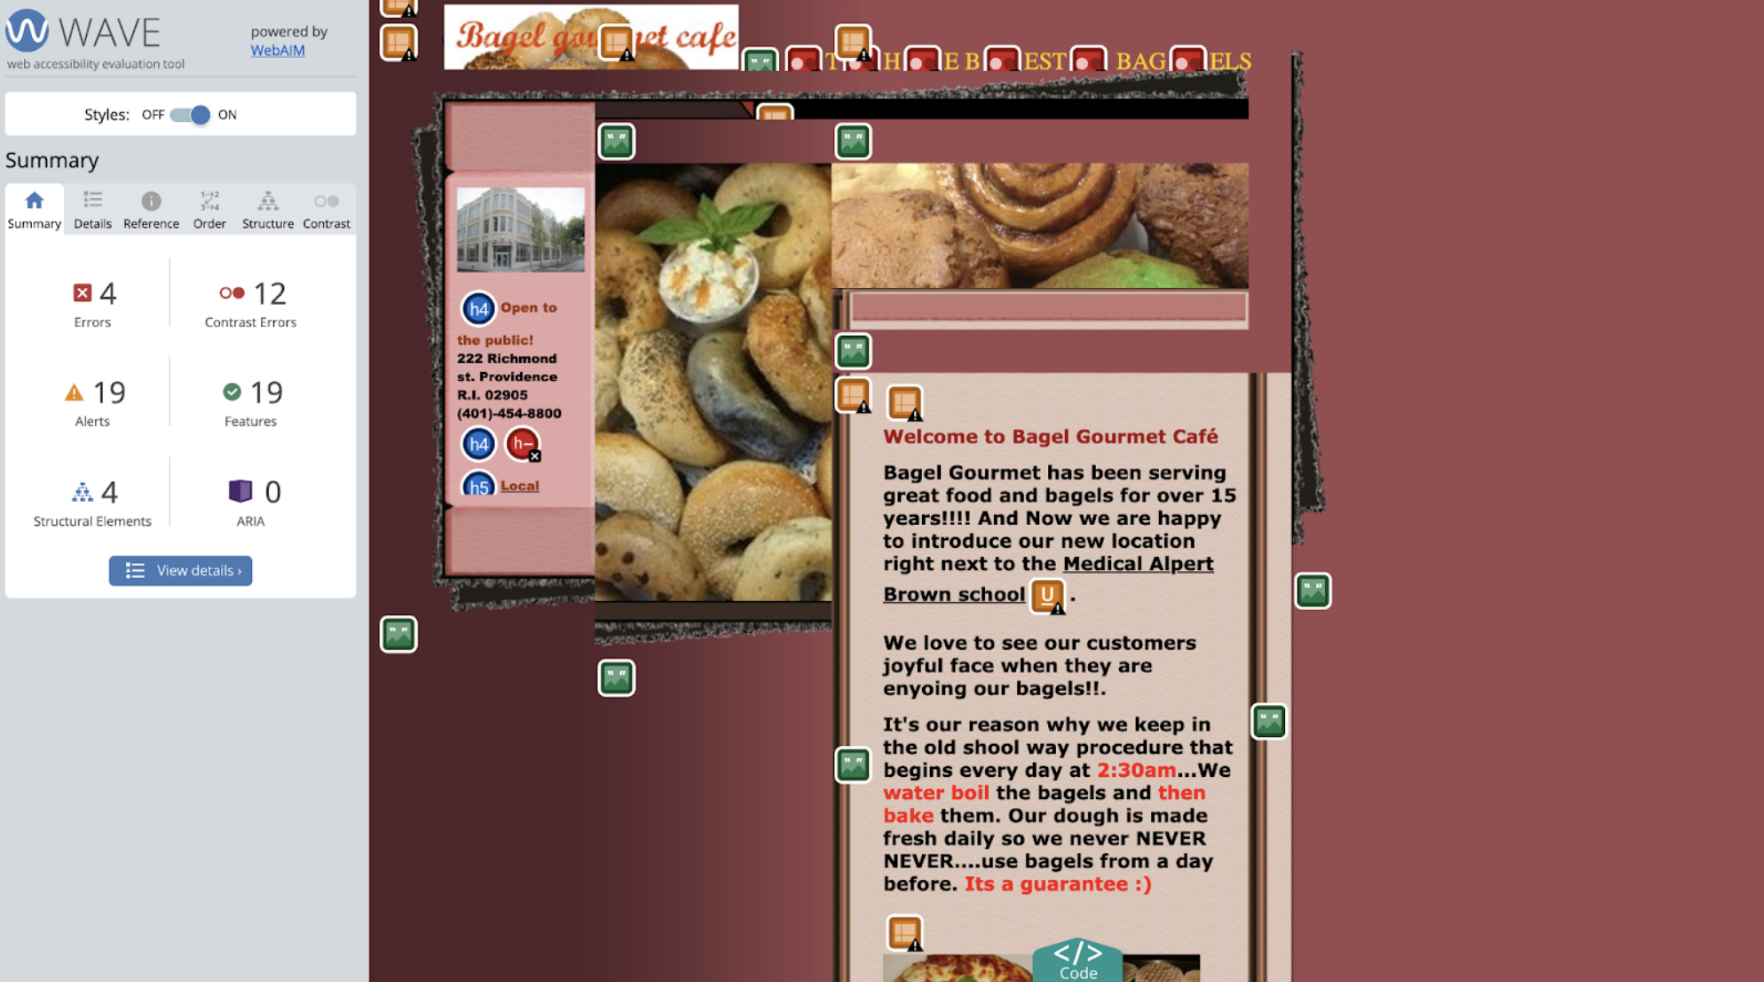 WAVE
web accessibility evaluation tool
powered by
WebAIM
Styles: OFF ON
Summary
Summary
Details
Reference
Order
Structure
Contrast
4
Errors
12
Contrast Errors
19
Alerts
19
Features
4
Structural Elements
0
ARIA
View details ›
Bagel gourmet cafe
THE BEST BAGELS
h4 Open to
the public!
222 Richmond
st. Providence
R.I. 02905
(401)-454-8800
h4 h–
h5 Local
Welcome to Bagel Gourmet Café
Bagel Gourmet has been serving
great food and bagels for over 15
years!!!! And Now we are happy
to introduce our new location
right next to the Medical Alpert
Brown school U .
We love to see our customers
joyful face when they are
enyoing our bagels!!.
It's our reason why we keep in
the old shool way procedure that
begins every day at 2:30am...We
water boil the bagels and then
bake them. Our dough is made
fresh daily so we never NEVER
NEVER....use bagels from a day
before. Its a guarantee :)
</> Code